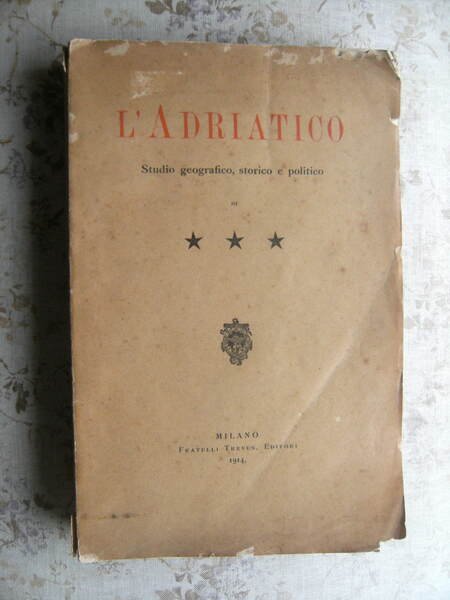 L'ADRIATICO
Studio geografico, storico e politico
DI
★ ★ ★
MILANO
FRATELLI TREVES, EDITORI
1914.